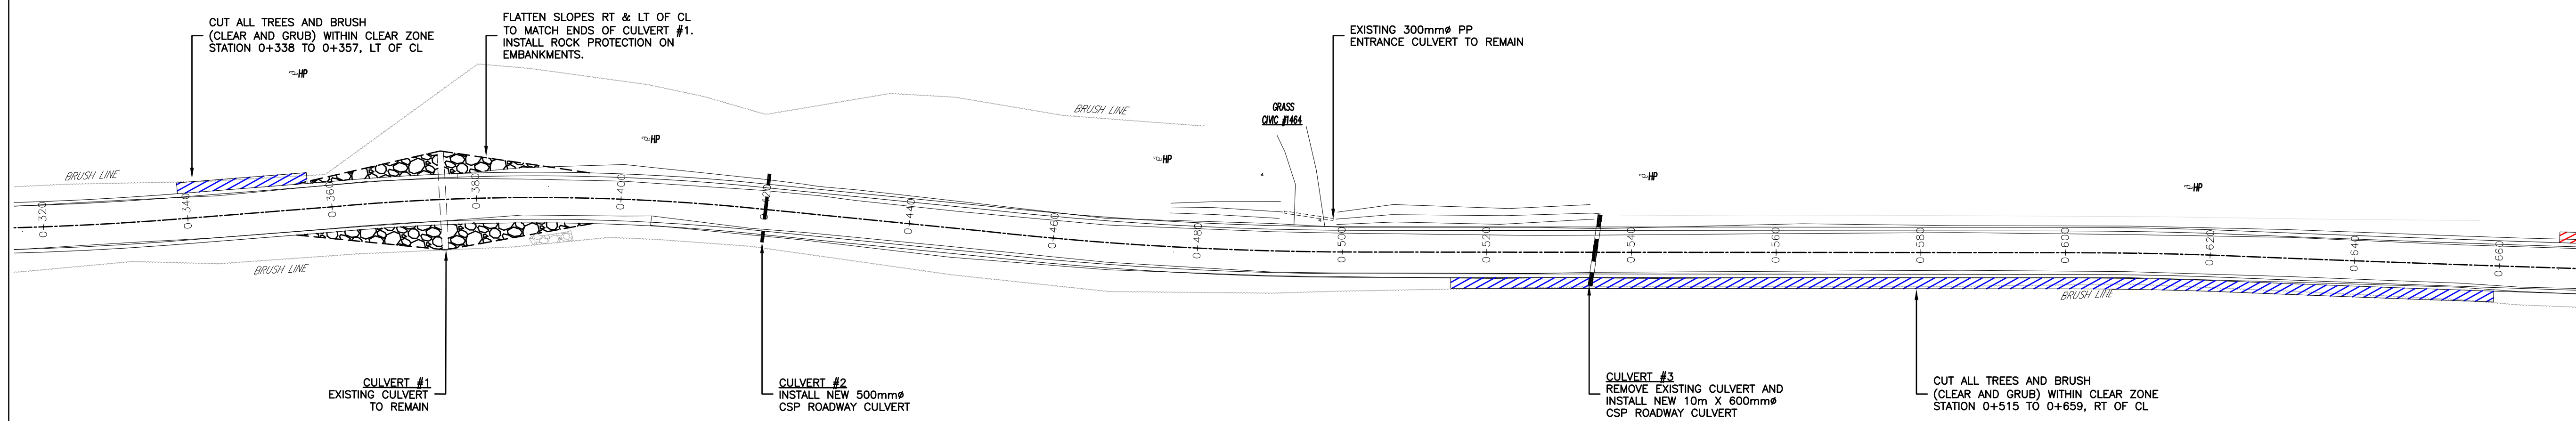 CUT ALL TREES AND BRUSH
(CLEAR AND GRUB) WITHIN CLEAR ZONE
STATION 0+338 TO 0+357, LT OF CL
FLATTEN SLOPES RT & LT OF CL
TO MATCH ENDS OF CULVERT #1.
INSTALL ROCK PROTECTION ON
EMBANKMENTS.
EXISTING 300mmø PP
ENTRANCE CULVERT TO REMAIN
HP
HP
HP
HP
HP
GRASS
CIVIC #1464
BRUSH LINE
BRUSH LINE
BRUSH LINE
BRUSH LINE
0+320
0+340
0+360
0+380
0+400
0+420
0+440
0+460
0+480
0+500
0+520
0+540
0+560
0+580
0+600
0+620
0+640
0+660
CULVERT #1
EXISTING CULVERT
TO REMAIN
CULVERT #2
INSTALL NEW 500mmø
CSP ROADWAY CULVERT
CULVERT #3
REMOVE EXISTING CULVERT AND
INSTALL NEW 10m X 600mmø
CSP ROADWAY CULVERT
CUT ALL TREES AND BRUSH
(CLEAR AND GRUB) WITHIN CLEAR ZONE
STATION 0+515 TO 0+659, RT OF CL